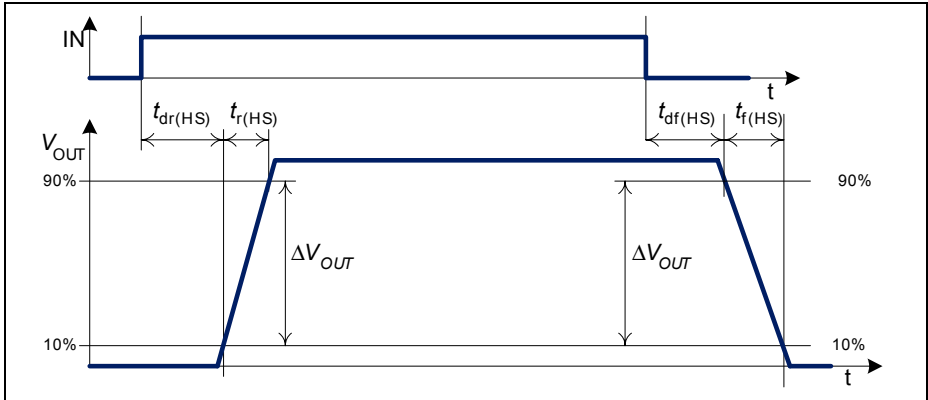 IN
t
tdr(HS) tr(HS) tdf(HS) tf(HS)
VOUT
90% 90%
ΔVOUT ΔVOUT
10% 10%
t